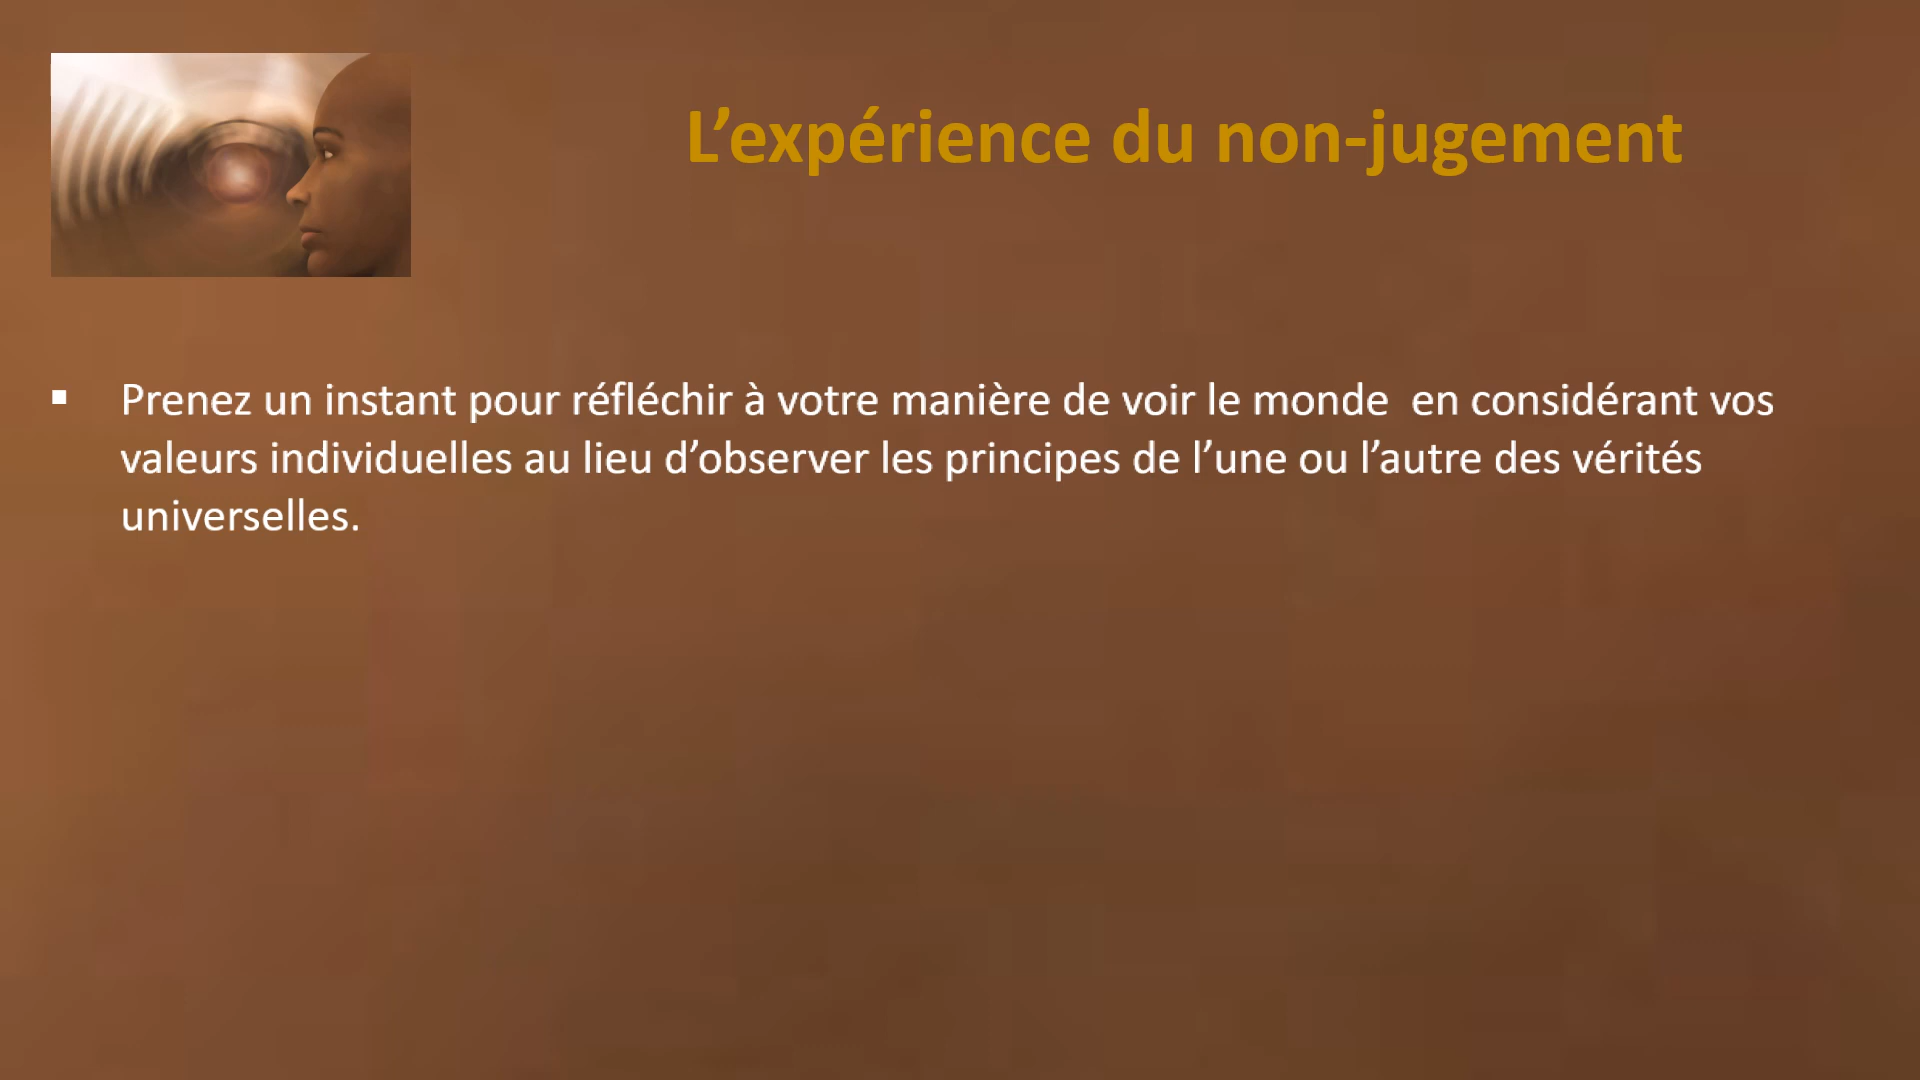 L’expérience du non-jugement
▪ Prenez un instant pour réfléchir à votre manière de voir le monde  en considérant vos
valeurs individuelles au lieu d’observer les principes de l’une ou l’autre des vérités
universelles.